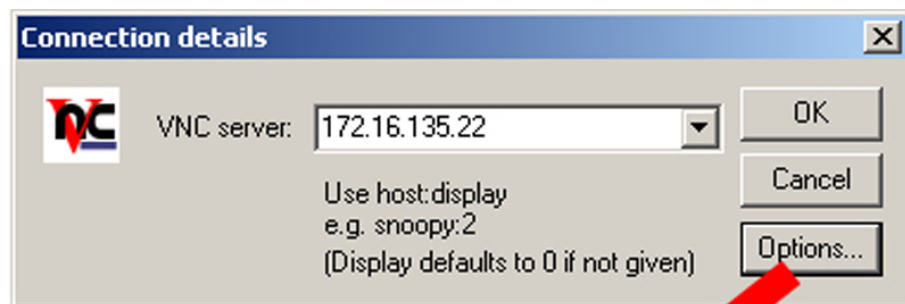 Connection details
VNC
VNC server: 172.16.135.22
OK
Use host:display
e.g. snoopy:2
(Display defaults to 0 if not given)
Cancel
Options...